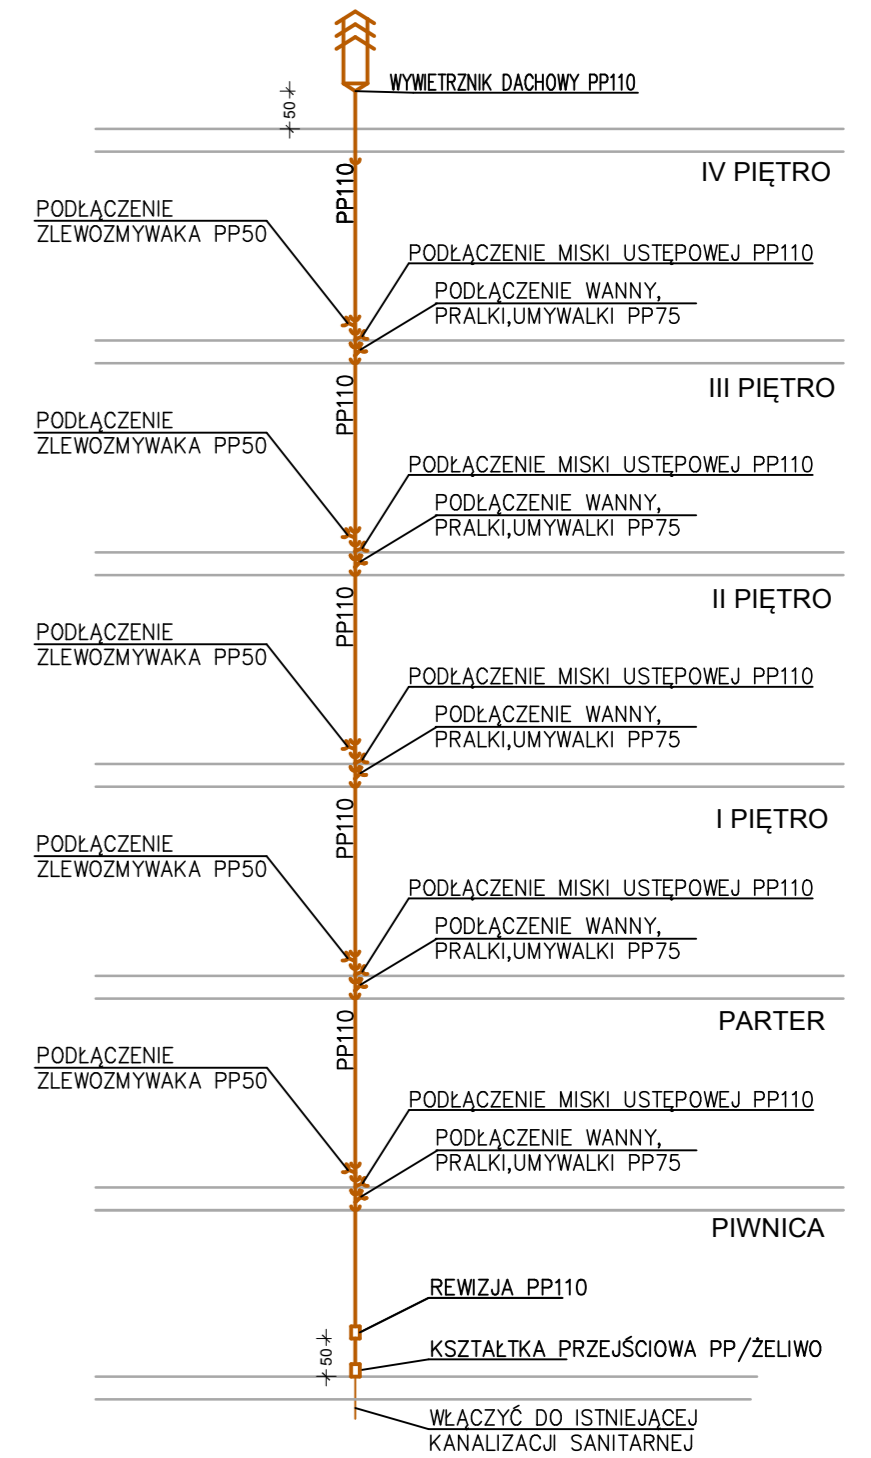 WYWIETRZNIK DACHOWY PP110
50
IV PIĘTRO
PP110
PODŁĄCZENIE
ZLEWOZMYWAKA PP50
PODŁĄCZENIE MISKI USTĘPOWEJ PP110
PODŁĄCZENIE WANNY,
PRALKI,UMYWALKI PP75
III PIĘTRO
PP110
PODŁĄCZENIE
ZLEWOZMYWAKA PP50
PODŁĄCZENIE MISKI USTĘPOWEJ PP110
PODŁĄCZENIE WANNY,
PRALKI,UMYWALKI PP75
II PIĘTRO
PP110
PODŁĄCZENIE
ZLEWOZMYWAKA PP50
PODŁĄCZENIE MISKI USTĘPOWEJ PP110
PODŁĄCZENIE WANNY,
PRALKI,UMYWALKI PP75
I PIĘTRO
PP110
PODŁĄCZENIE
ZLEWOZMYWAKA PP50
PODŁĄCZENIE MISKI USTĘPOWEJ PP110
PODŁĄCZENIE WANNY,
PRALKI,UMYWALKI PP75
PARTER
PP110
PODŁĄCZENIE
ZLEWOZMYWAKA PP50
PODŁĄCZENIE MISKI USTĘPOWEJ PP110
PODŁĄCZENIE WANNY,
PRALKI,UMYWALKI PP75
PIWNICA
REWIZJA PP110
50
KSZTAŁTKA PRZEJŚCIOWA PP/ŻELIWO
WŁĄCZYĆ DO ISTNIEJĄCEJ
KANALIZACJI SANITARNEJ